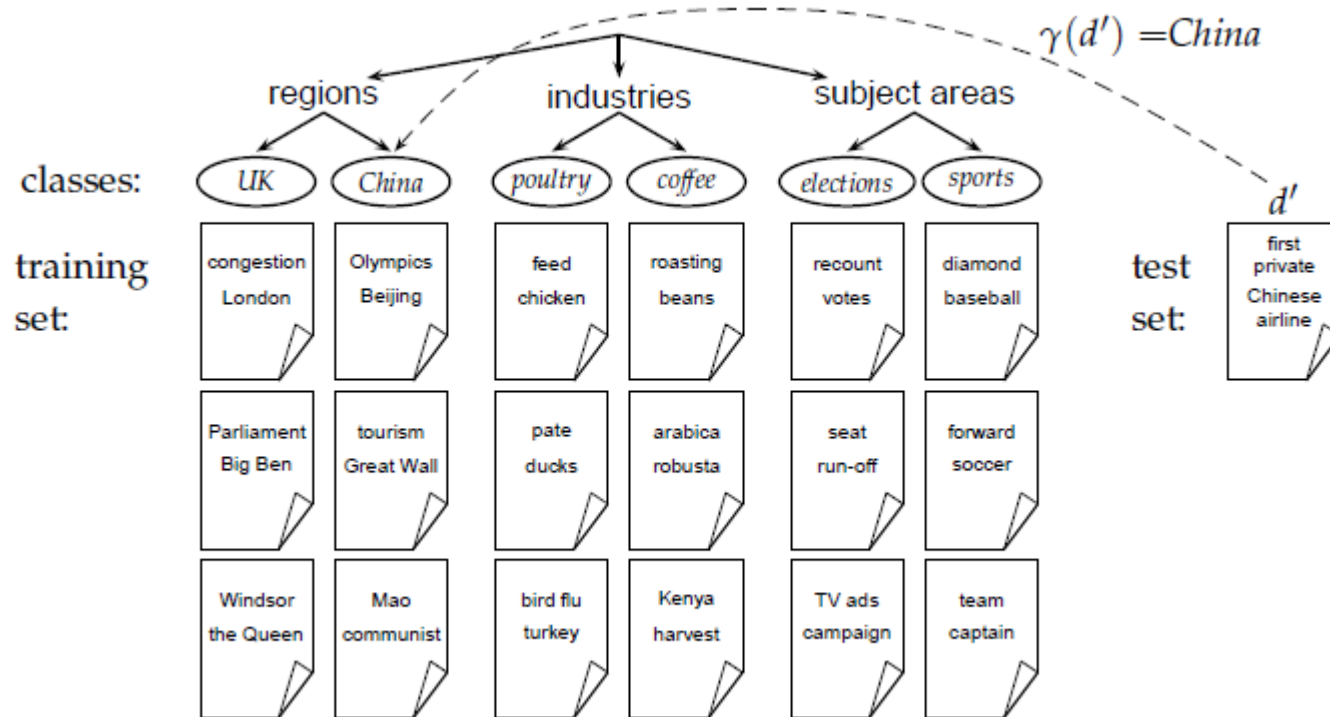 γ(d′) =China
regions industries subject areas
classes: UK China poultry coffee elections sports
d′
training
set:
congestion
London
Olympics
Beijing
feed
chicken
roasting
beans
recount
votes
diamond
baseball
test
set:
first
private
Chinese
airline
Parliament
Big Ben
tourism
Great Wall
pate
ducks
arabica
robusta
seat
run-off
forward
soccer
Windsor
the Queen
Mao
communist
bird flu
turkey
Kenya
harvest
TV ads
campaign
team
captain